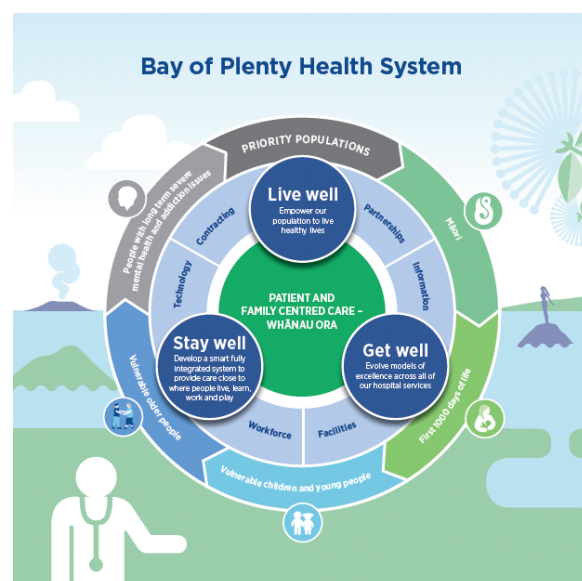 Bay of Plenty Health System
PRIORITY POPULATIONS
Māori
First 1000 days of life
Vulnerable children and young people
Vulnerable older people
People with long term severe
mental health and addiction issues
Contracting
Partnerships
Information
Facilities
Workforce
Technology
Live well
Empower our
population to live
healthy lives
PATIENT AND
FAMILY CENTRED CARE –
WHĀNAU ORA
Stay well
Develop a smart fully
integrated system to
provide care close to
where people live, learn,
work and play
Get well
Evolve models of
excellence across all of
our hospital services